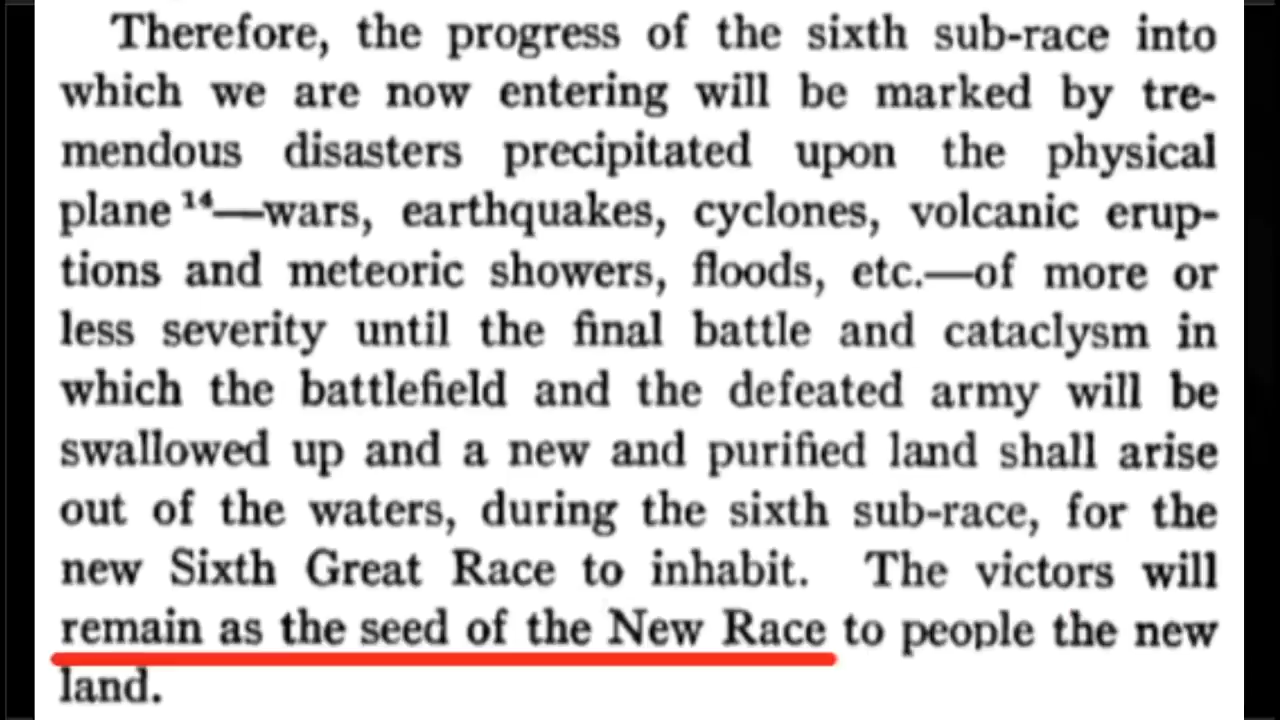 Therefore, the progress of the sixth sub-race into
which we are now entering will be marked by tre-
mendous disasters precipitated upon the physical
plane ¹⁴—wars, earthquakes, cyclones, volcanic erup-
tions and meteoric showers, floods, etc.—of more or
less severity until the final battle and cataclysm in
which the battlefield and the defeated army will be
swallowed up and a new and purified land shall arise
out of the waters, during the sixth sub-race, for the
new Sixth Great Race to inhabit. The victors will
remain as the seed of the New Race to people the new
land.